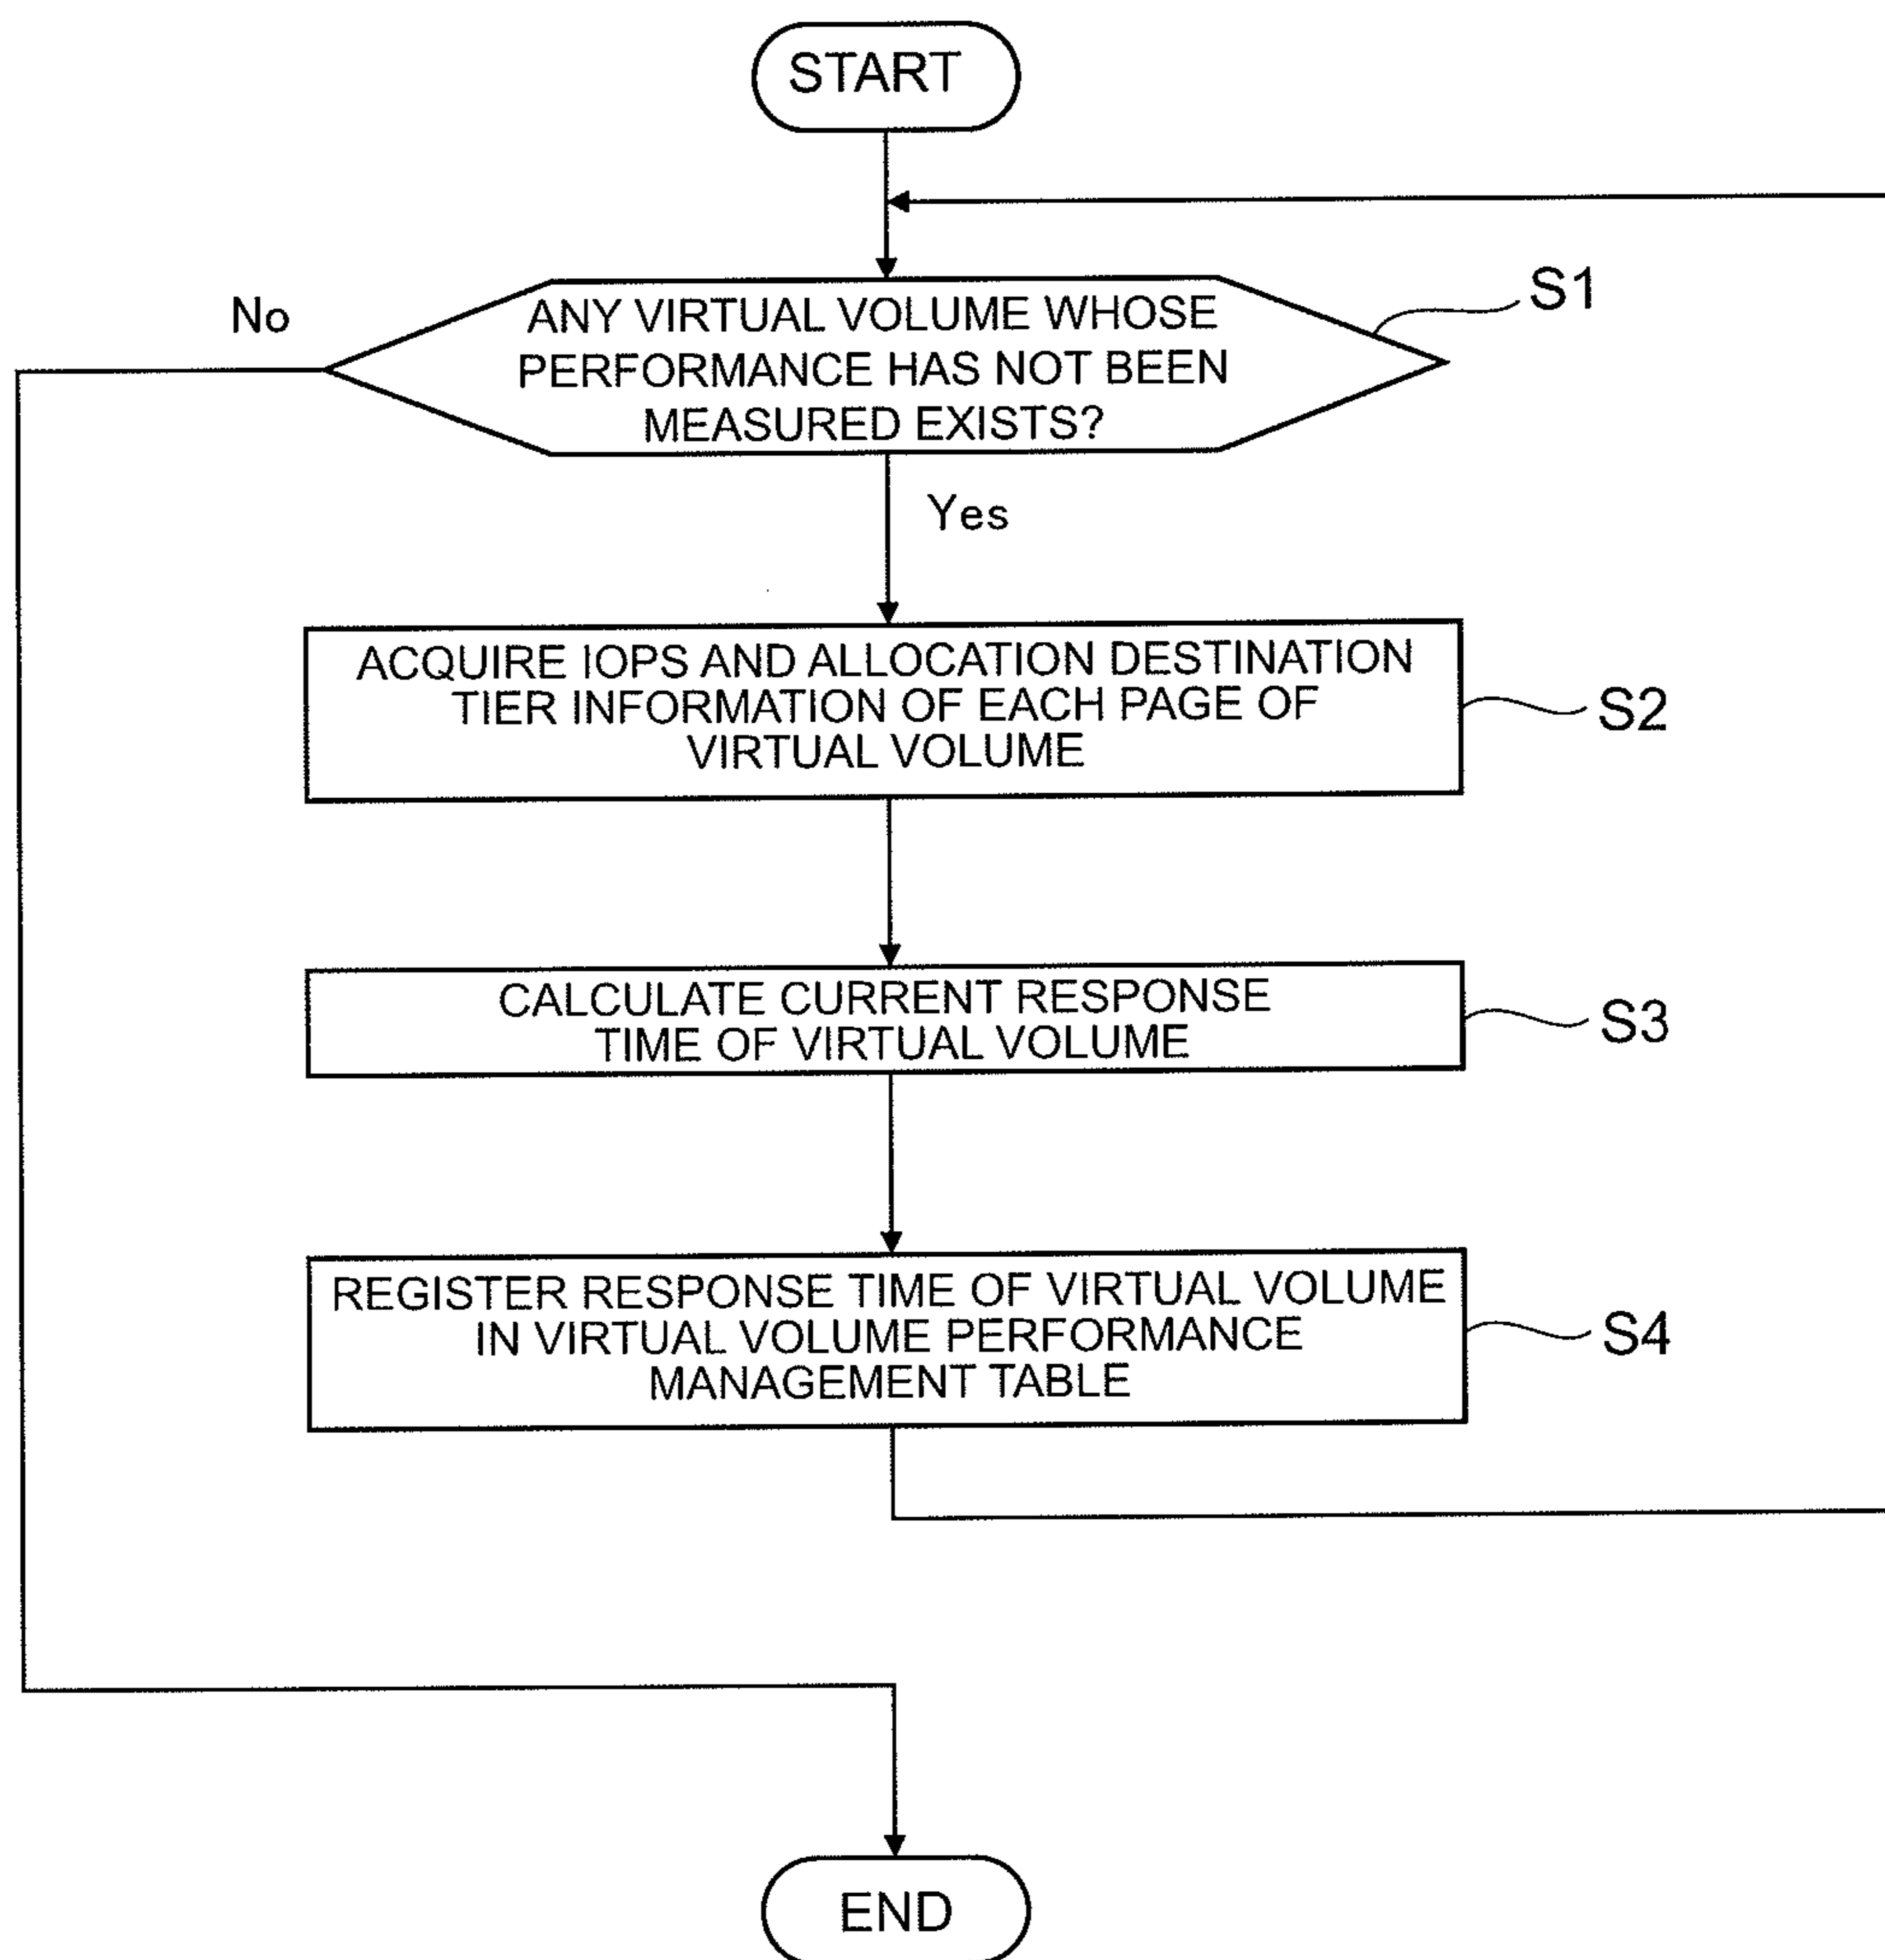 START
No
ANY VIRTUAL VOLUME WHOSE
PERFORMANCE HAS NOT BEEN
MEASURED EXISTS?
S1
Yes
ACQUIRE IOPS AND ALLOCATION DESTINATION
TIER INFORMATION OF EACH PAGE OF
VIRTUAL VOLUME
S2
CALCULATE CURRENT RESPONSE
TIME OF VIRTUAL VOLUME
S3
REGISTER RESPONSE TIME OF VIRTUAL VOLUME
IN VIRTUAL VOLUME PERFORMANCE
MANAGEMENT TABLE
S4
END